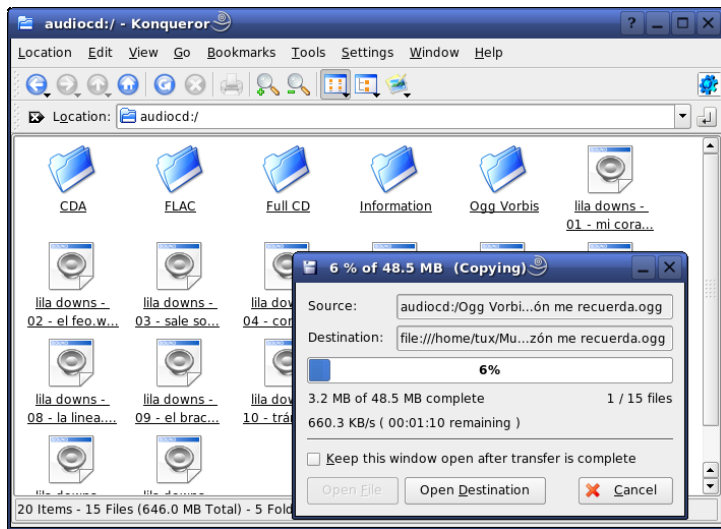 audiocd:/ - Konqueror
Location Edit View Go Bookmarks Tools Settings Window Help
Location: audiocd:/
CDA FLAC Full CD Information Ogg Vorbis lila downs -
01 - mi cora...
lila downs - lila downs - lila dow
02 - el feo.w... 03 - sale so... 04 - cor
lila downs - lila downs - lila dow
08 - la linea.... 09 - el brac... 10 - trán
20 Items - 15 Files (646.0 MB Total) - 5 Fold
6 % of 48.5 MB (Copying)
Source: audiocd:/Ogg Vorbi...ón me recuerda.ogg
Destination: file:///home/tux/Mu...zón me recuerda.ogg
6%
3.2 MB of 48.5 MB complete 1 / 15 files
660.3 KB/s ( 00:01:10 remaining )
Keep this window open after transfer is complete
Open File Open Destination Cancel